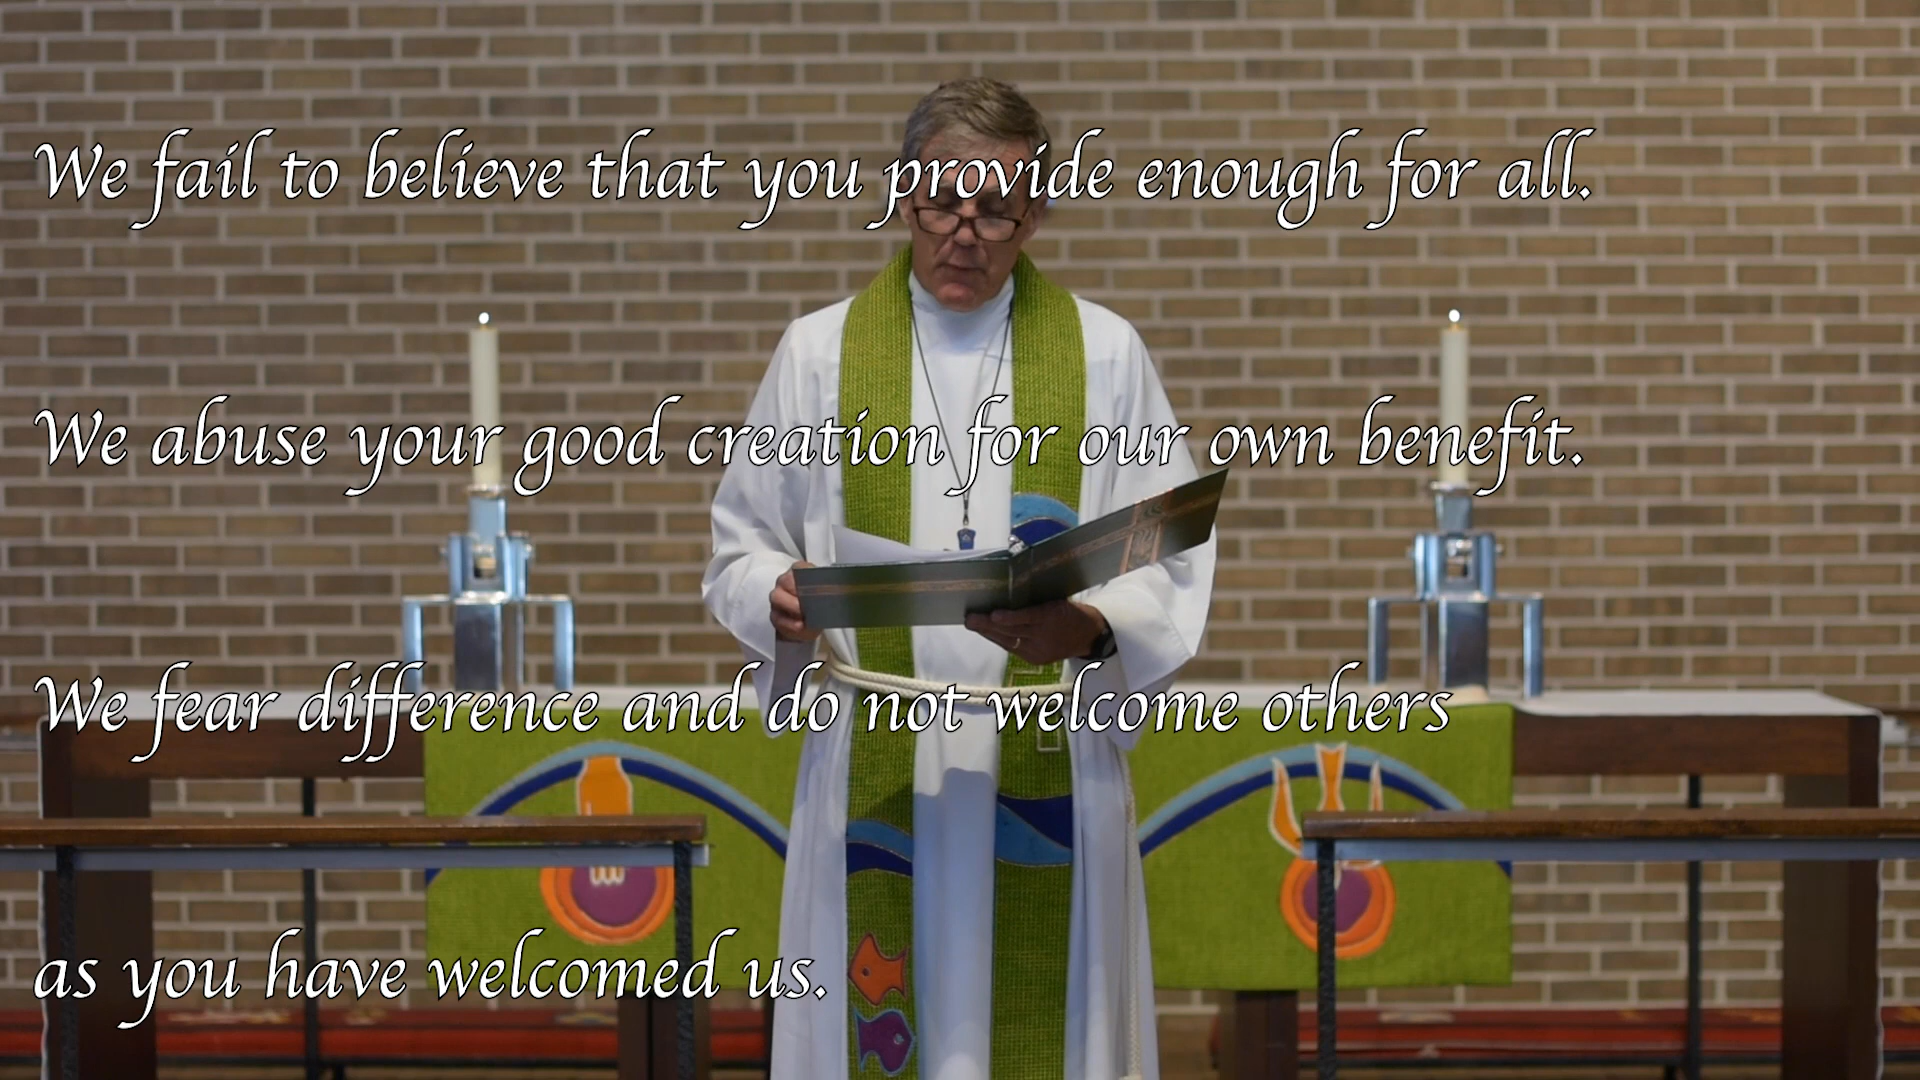 We fail to believe that you provide enough for all.
We abuse your good creation for our own benefit.
We fear difference and do not welcome others
as you have welcomed us.